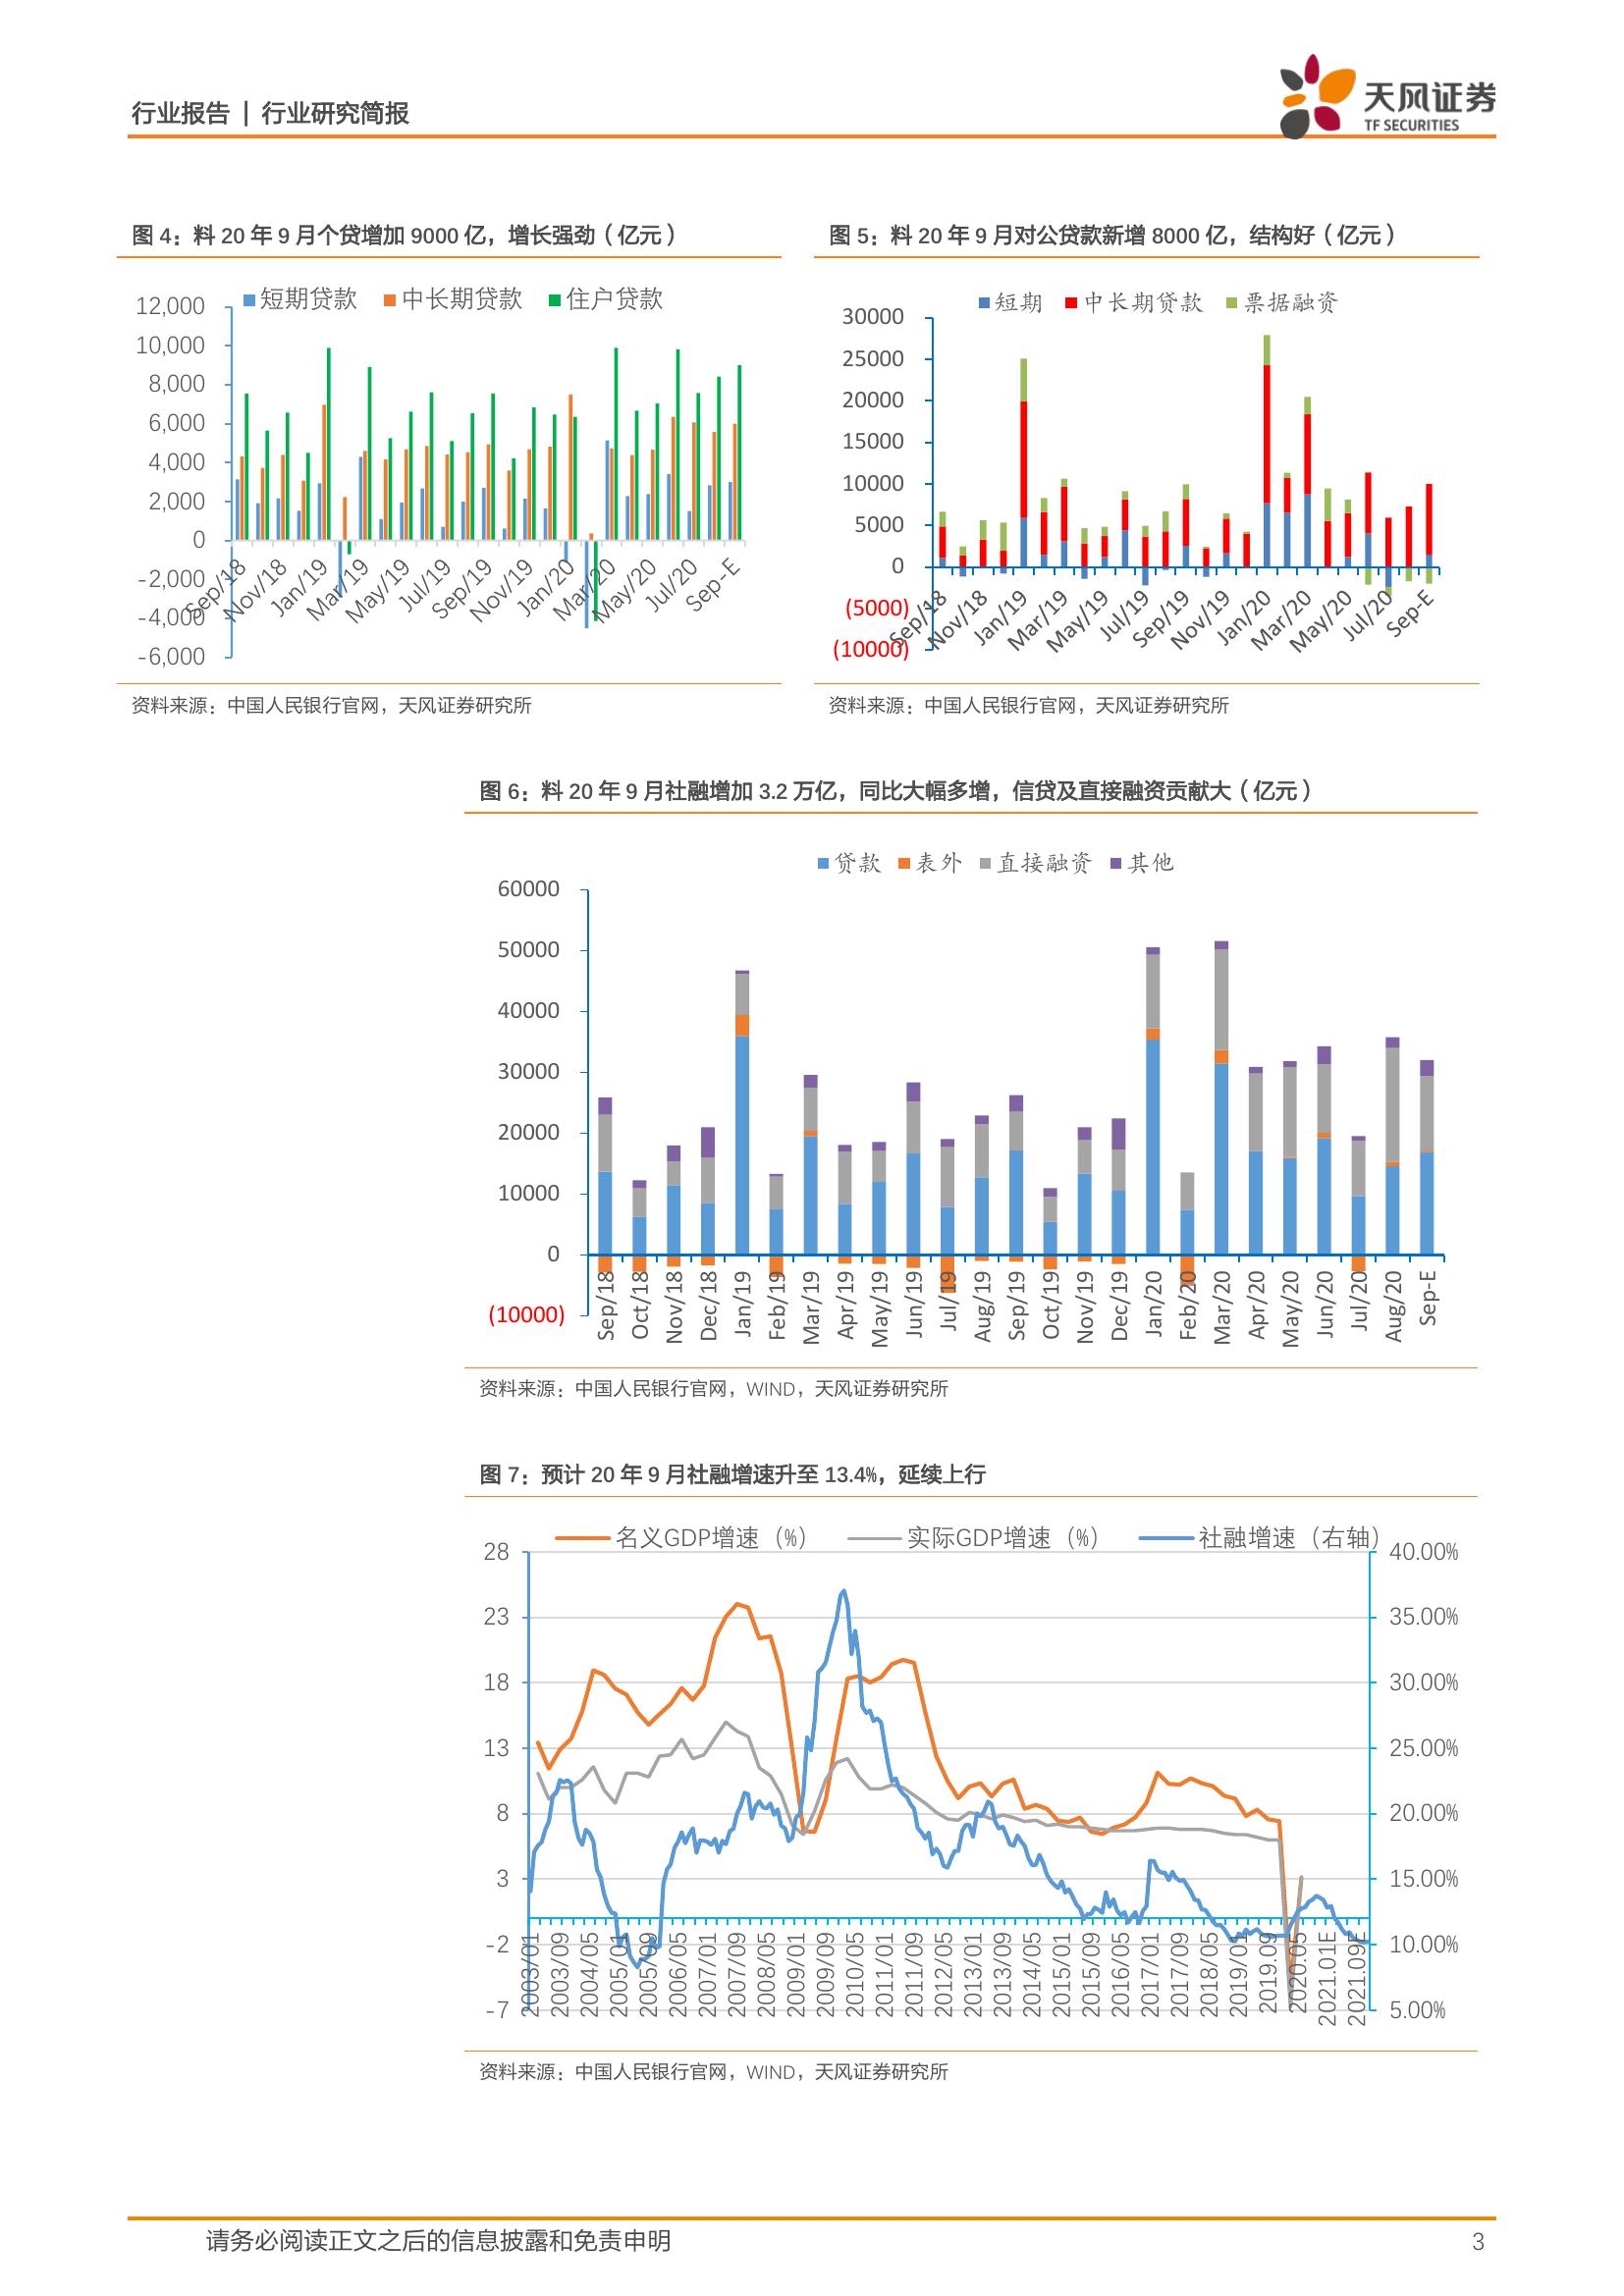 行业报告 | 行业研究简报
天风证券
TF SECURITIES
图 4：料 20 年 9 月个贷增加 9000 亿，增长强劲（亿元）
短期贷款 中长期贷款 住户贷款
12,000
10,000
8,000
6,000
4,000
2,000
0
-2,000
-4,000
-6,000
Sep/18 Nov/18 Jan/19 Mar/19 May/19 Jul/19 Sep/19 Nov/19 Jan/20 Mar/20 May/20 Jul/20 Sep-E
资料来源：中国人民银行官网，天风证券研究所
图 5：料 20 年 9 月对公贷款新增 8000 亿，结构好（亿元）
短期 中长期贷款 票据融资
30000
25000
20000
15000
10000
5000
0
(5000)
(10000)
Sep/18 Nov/18 Jan/19 Mar/19 May/19 Jul/19 Sep/19 Nov/19 Jan/20 Mar/20 May/20 Jul/20 Sep-E
资料来源：中国人民银行官网，天风证券研究所
图 6：料 20 年 9 月社融增加 3.2 万亿，同比大幅多增，信贷及直接融资贡献大（亿元）
贷款 表外 直接融资 其他
60000
50000
40000
30000
20000
10000
0
(10000)
Sep/18 Oct/18 Nov/18 Dec/18 Jan/19 Feb/19 Mar/19 Apr/19 May/19 Jun/19 Jul/19 Aug/19 Sep/19 Oct/19 Nov/19 Dec/19 Jan/20 Feb/20 Mar/20 Apr/20 May/20 Jun/20 Jul/20 Aug/20 Sep-E
资料来源：中国人民银行官网，WIND，天风证券研究所
图 7：预计 20 年 9 月社融增速升至 13.4%，延续上行
名义GDP增速（%） 实际GDP增速（%） 社融增速（右轴）
28
23
18
13
8
3
-2
-7
40.00%
35.00%
30.00%
25.00%
20.00%
15.00%
10.00%
5.00%
2003/01 2003/09 2004/05 2005/01 2005/09 2006/05 2007/01 2007/09 2008/05 2009/01 2009/09 2010/05 2011/01 2011/09 2012/05 2013/01 2013/09 2014/05 2015/01 2015/09 2016/05 2017/01 2017/09 2018/05 2019/01 2019.09 2020.05 2021.01E 2021.09E
资料来源：中国人民银行官网，WIND，天风证券研究所
请务必阅读正文之后的信息披露和免责申明
3